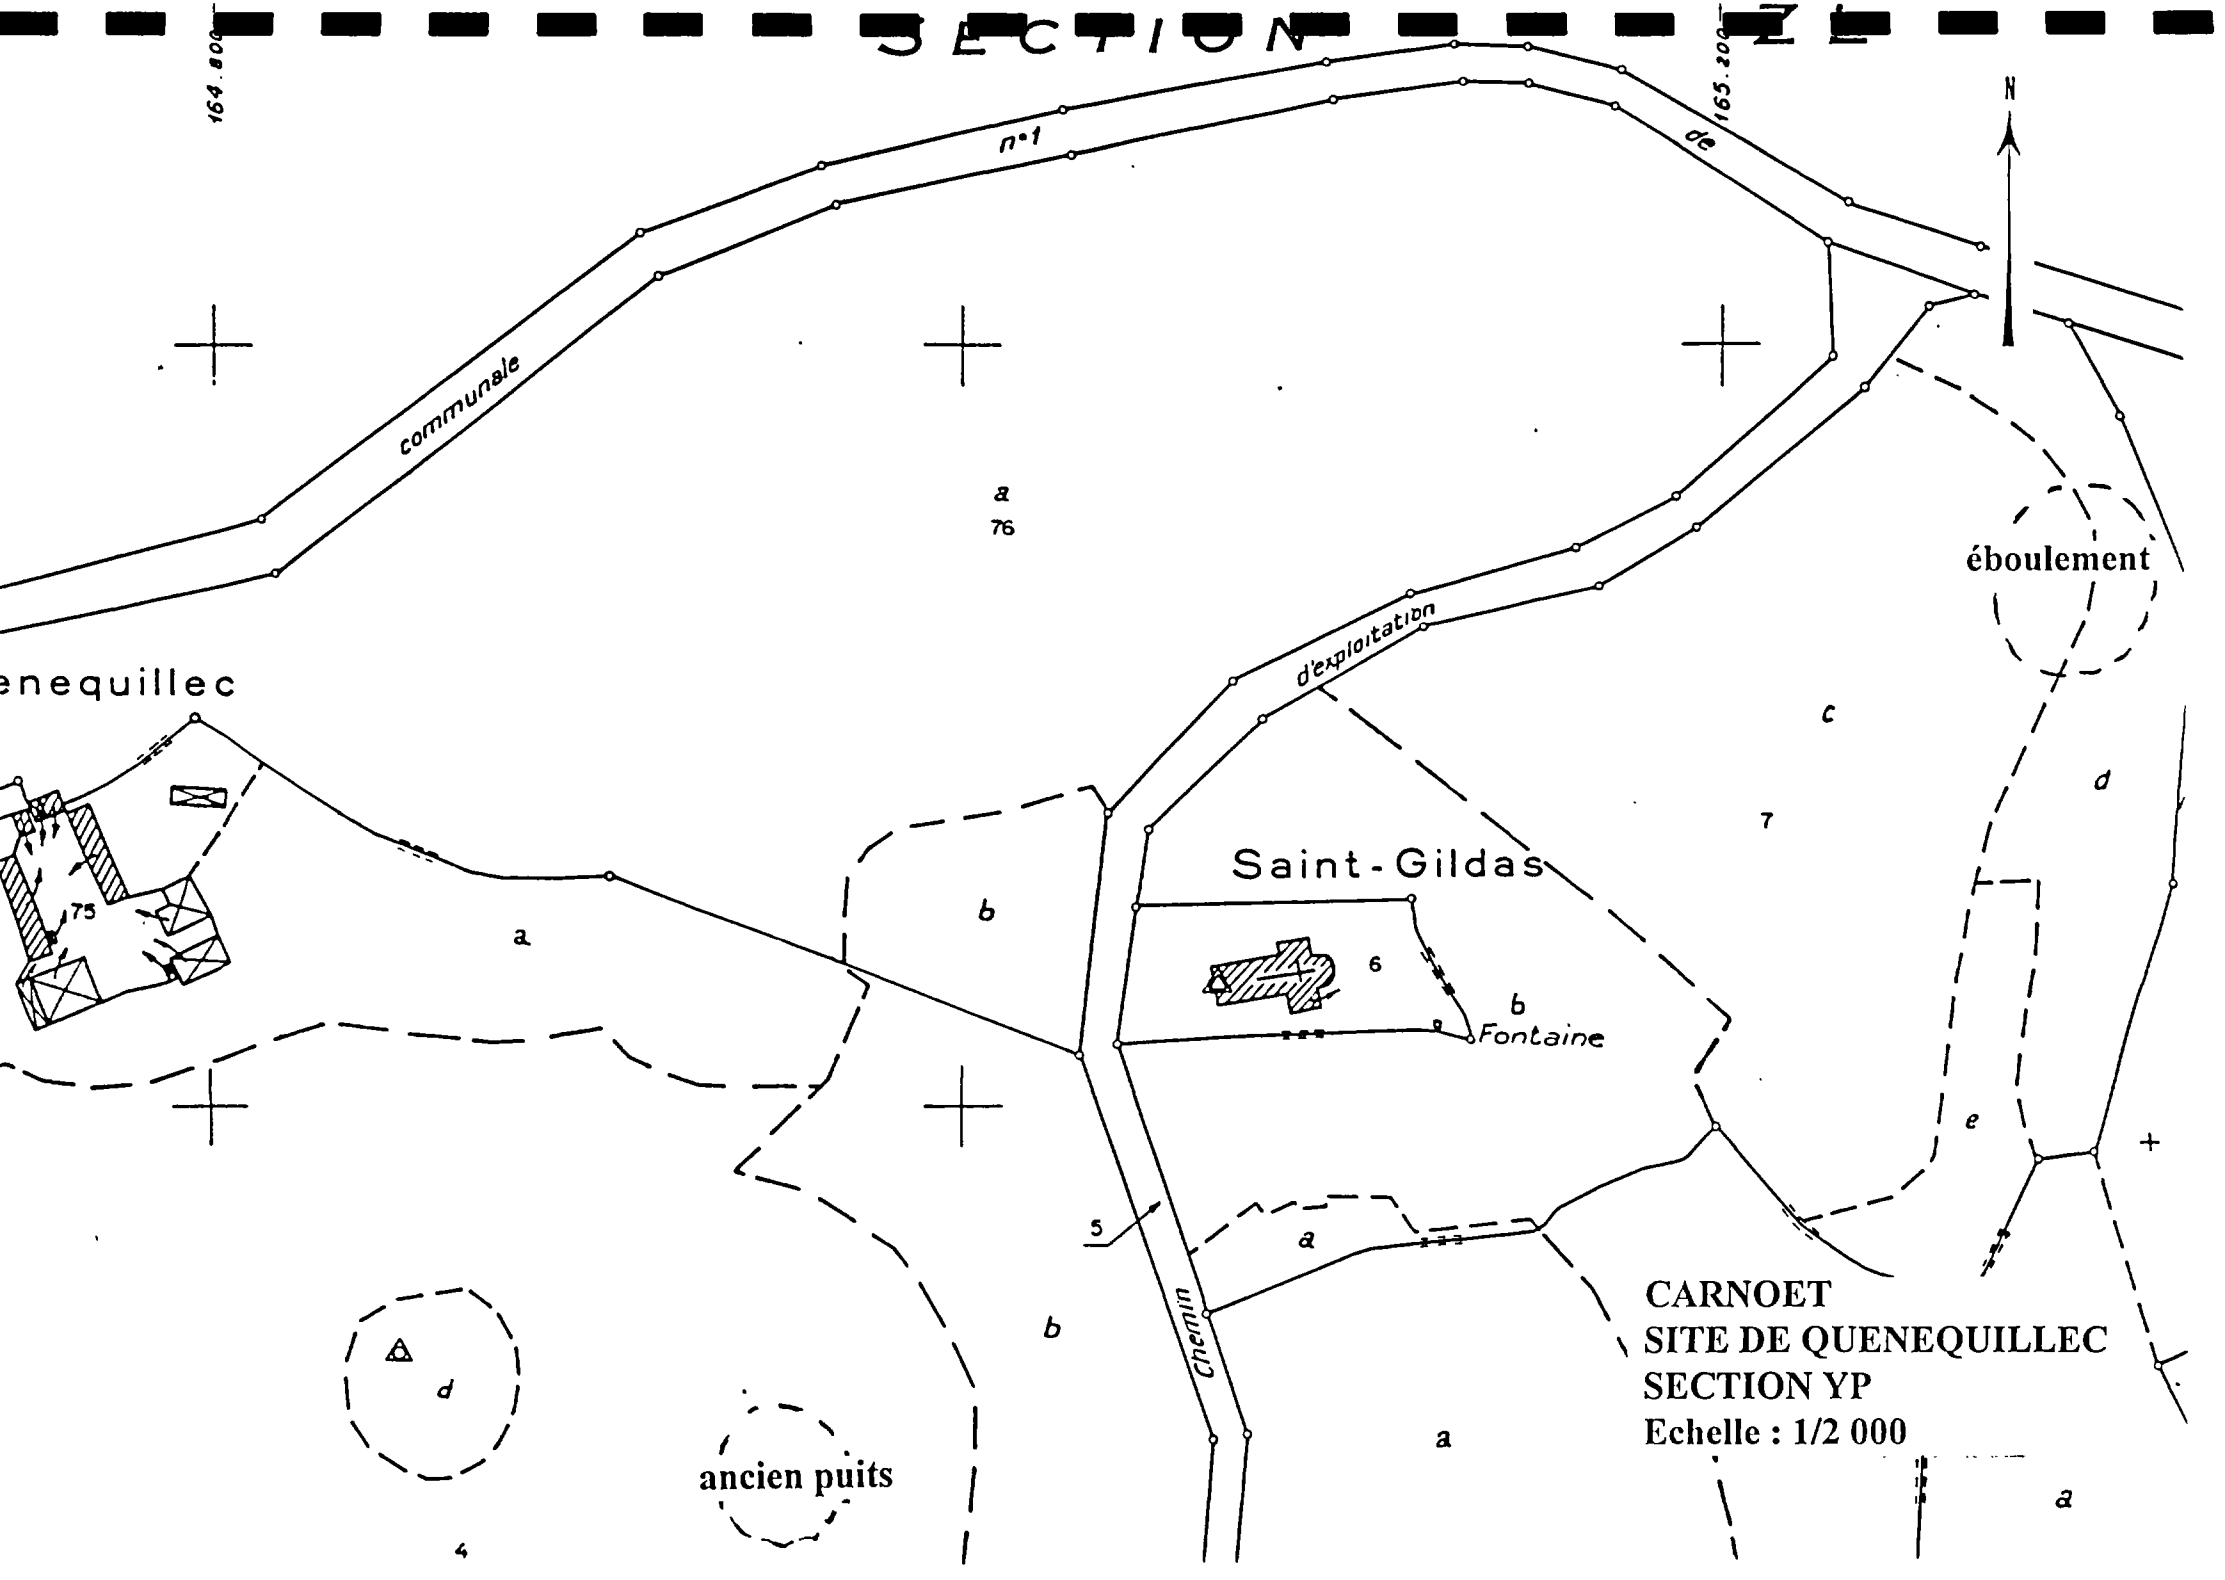 SECTION ZL
164.800
165.200
N
n°1
de
communale
a
76
éboulement
d'exploitation
enequillec
c
d
7
Saint-Gildas
75
a
b
6
b
Fontaine
e
5
a
Chemin
b
d
a
CARNOET
SITE DE QUENEQUILLEC
SECTION YP
Echelle : 1/2 000
ancien puits
a
4